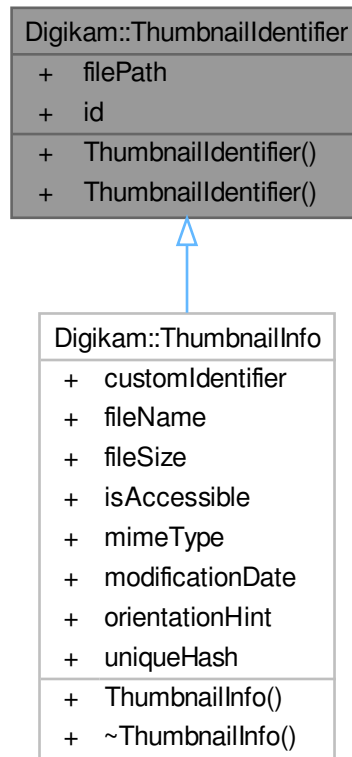 Digikam::ThumbnailIdentifier
+ filePath
+ id
+ ThumbnailIdentifier()
+ ThumbnailIdentifier()
Digikam::ThumbnailInfo
+ customIdentifier
+ fileName
+ fileSize
+ isAccessible
+ mimeType
+ modificationDate
+ orientationHint
+ uniqueHash
+ ThumbnailInfo()
+ ~ThumbnailInfo()